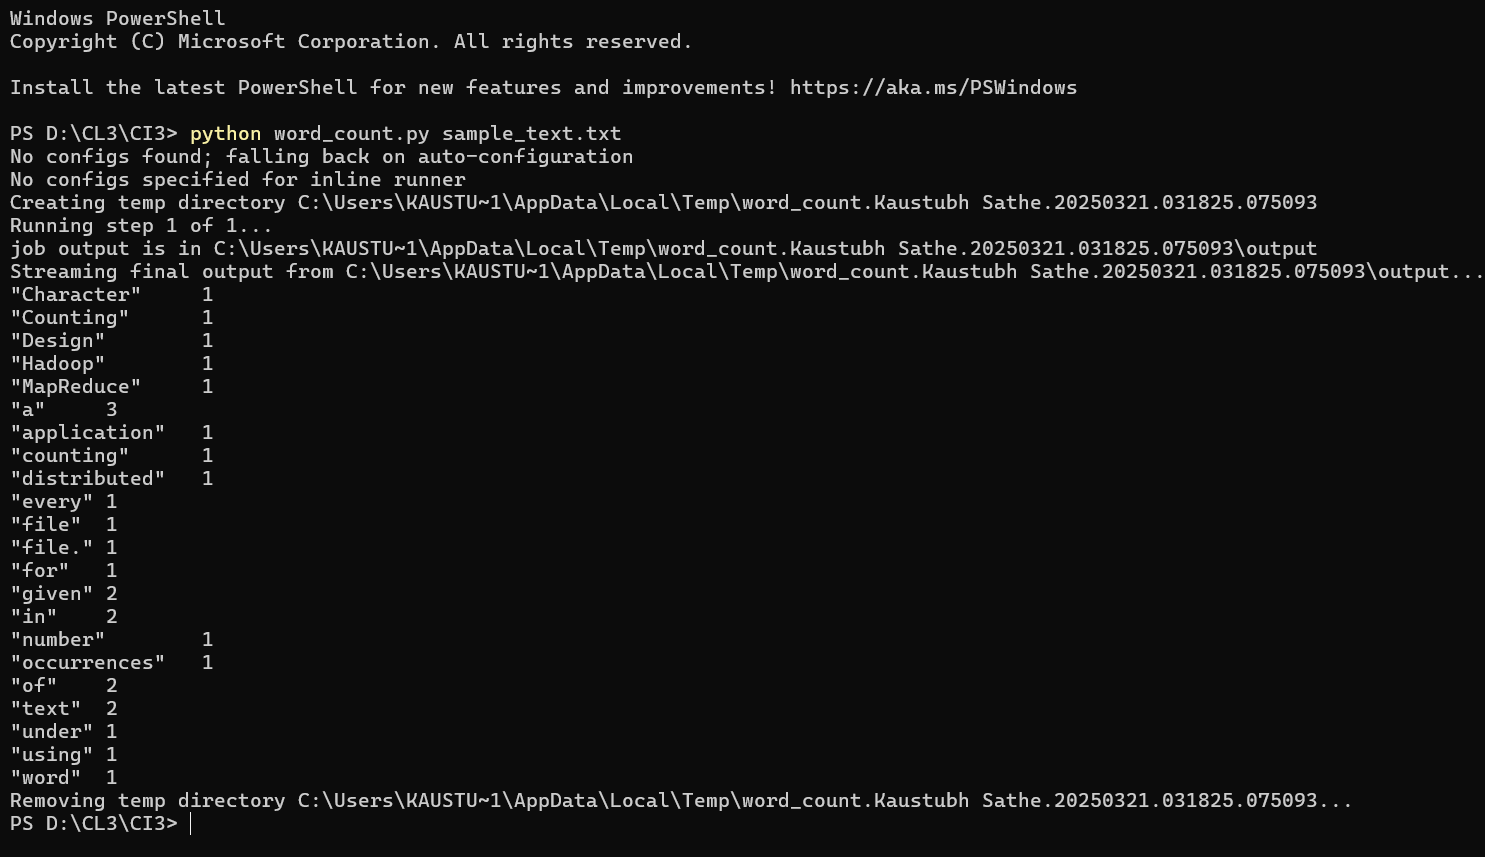 Windows PowerShell
Copyright (C) Microsoft Corporation. All rights reserved.
Install the latest PowerShell for new features and improvements! https://aka.ms/PSWindows
PS D:\CL3\CI3> python word_count.py sample_text.txt
No configs found; falling back on auto-configuration
No configs specified for inline runner
Creating temp directory C:\Users\KAUSTU~1\AppData\Local\Temp\word_count.Kaustubh Sathe.20250321.031825.075093
Running step 1 of 1...
job output is in C:\Users\KAUSTU~1\AppData\Local\Temp\word_count.Kaustubh Sathe.20250321.031825.075093\output
Streaming final output from C:\Users\KAUSTU~1\AppData\Local\Temp\word_count.Kaustubh Sathe.20250321.031825.075093\output...
"Character"     1
"Counting"      1
"Design"        1
"Hadoop"        1
"MapReduce"     1
"a"     3
"application"   1
"counting"      1
"distributed"   1
"every" 1
"file"  1
"file." 1
"for"   1
"given" 2
"in"    2
"number"        1
"occurrences"   1
"of"    2
"text"  2
"under" 1
"using" 1
"word"  1
Removing temp directory C:\Users\KAUSTU~1\AppData\Local\Temp\word_count.Kaustubh Sathe.20250321.031825.075093...
PS D:\CL3\CI3>